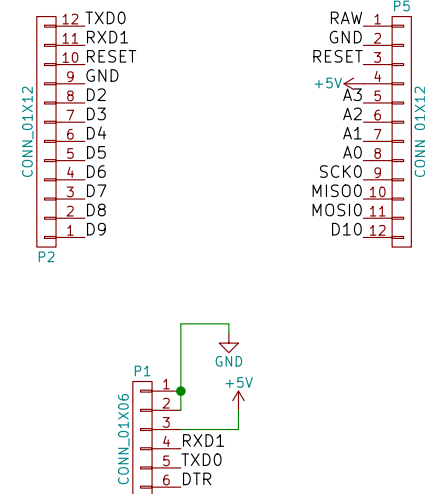 P5
12 TXD0
11 RXD1
10 RESET
9 GND
8 D2
7 D3
6 D4
5 D5
4 D6
3 D7
2 D8
1 D9
CONN_01X12
P2
RAW 1
GND 2
RESET 3
+5V 4
A3 5
A2 6
A1 7
A0 8
SCK0 9
MISO0 10
MOSI0 11
D10 12
CONN_01X12
GND
+5V
P1
1
2
3
4 RXD1
5 TXD0
6 DTR
CONN_01X06